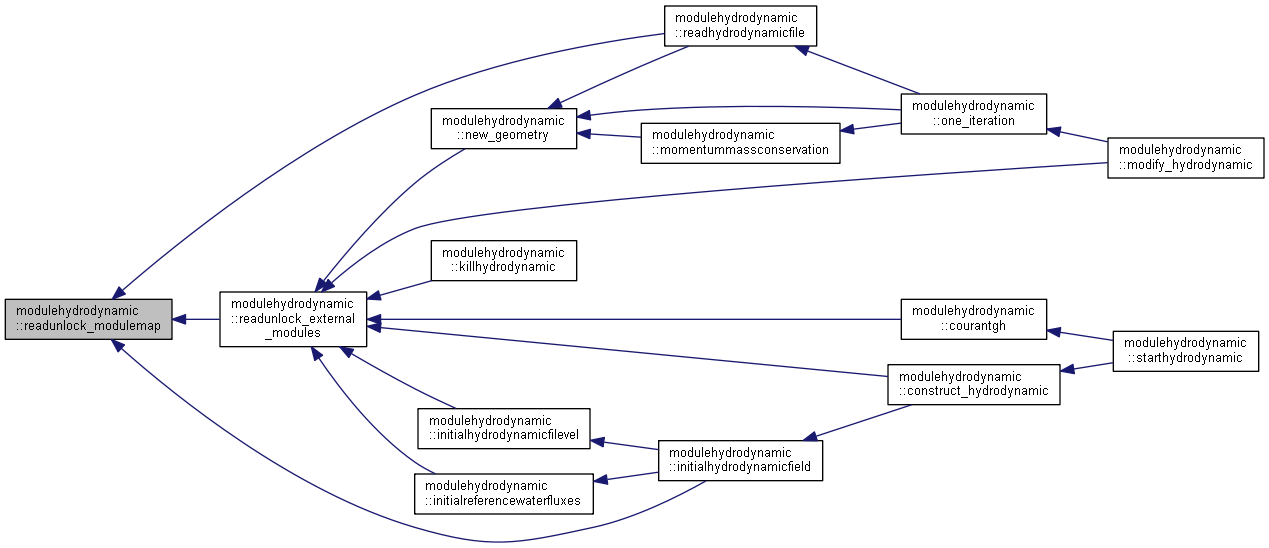 modulehydrodynamic
::readhydrodynamicfile
modulehydrodynamic
::new_geometry
modulehydrodynamic
::one_iteration
modulehydrodynamic
::momentummassconservation
modulehydrodynamic
::modify_hydrodynamic
modulehydrodynamic
::killhydrodynamic
modulehydrodynamic
::readunlock_modulemap
modulehydrodynamic
::readunlock_external
_modules
modulehydrodynamic
::courantgh
modulehydrodynamic
::starthydrodynamic
modulehydrodynamic
::construct_hydrodynamic
modulehydrodynamic
::initialhydrodynamicfilevel
modulehydrodynamic
::initialhydrodynamicfield
modulehydrodynamic
::initialreferencewaterfluxes